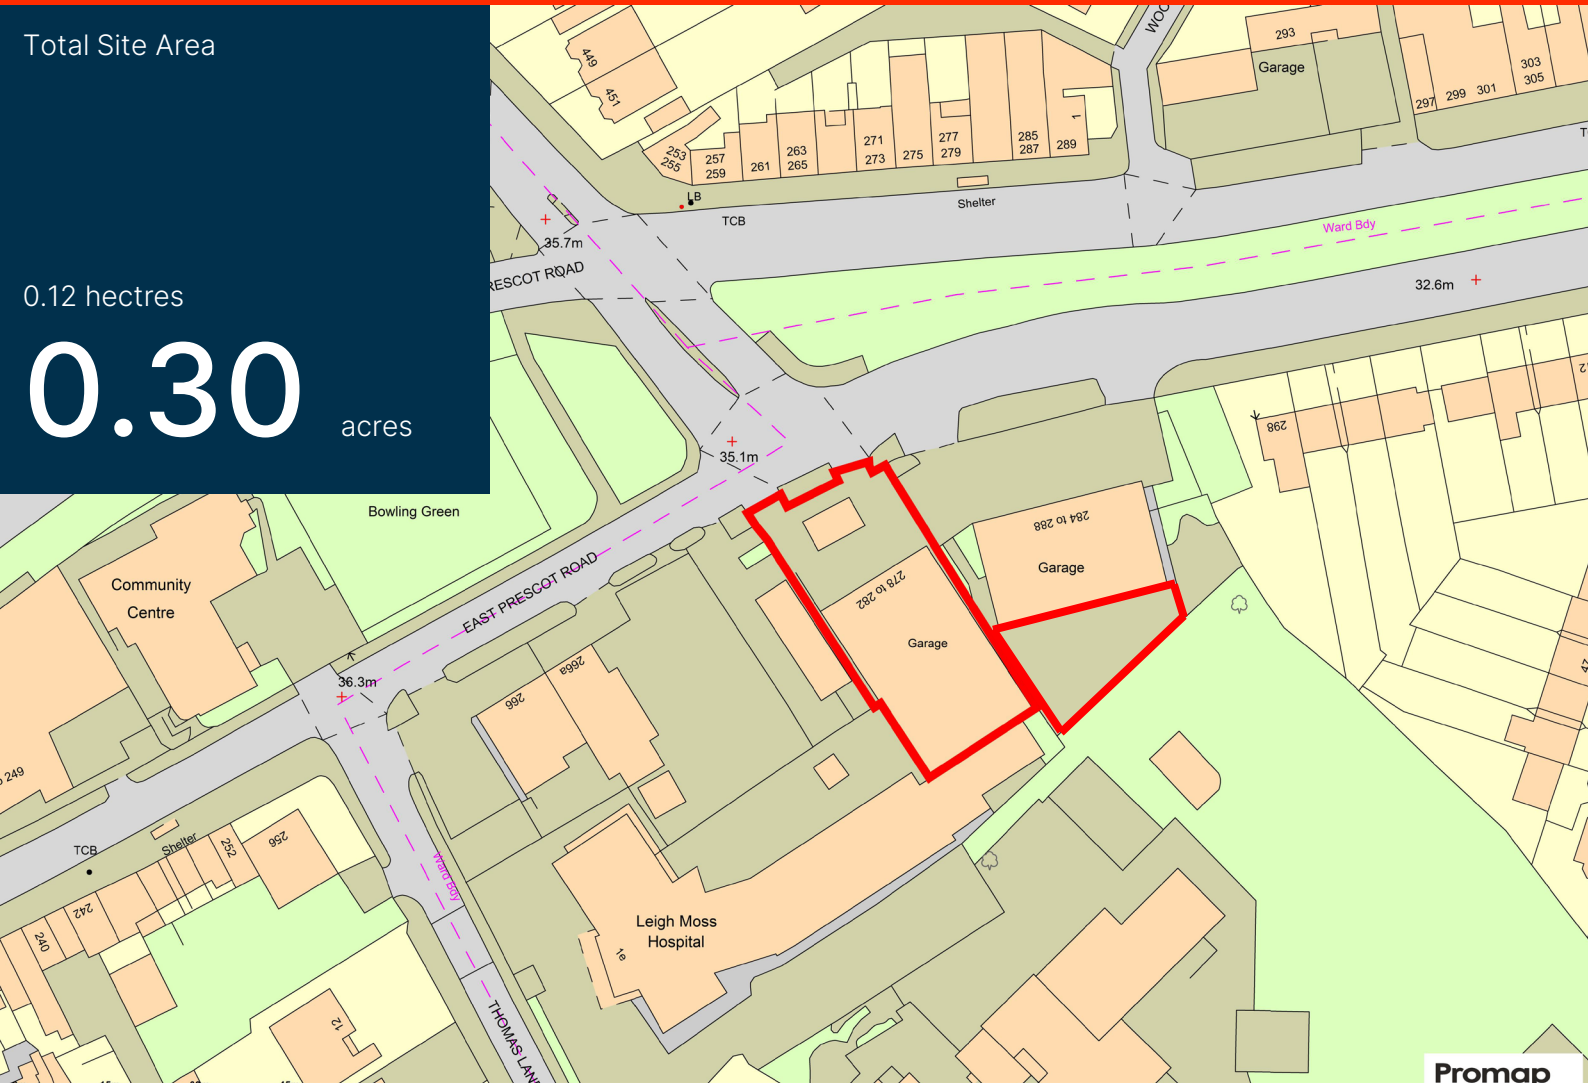 Total Site Area
0.12 hectres
0.30 acres
449
451
253
255
257
259
261
263
265
271
273
275
277
279
285
287
289
1
293
Garage
297
299
301
303
305
LB
TCB
Shelter
35.7m
RESCOT ROAD
Ward Bdy
32.6m
35.1m
298
Bowling Green
284 to 288
Garage
278 to 282
Garage
Community
Centre
EAST PRESCOT ROAD
36.3m
266
266a
249
TCB
Shelter
252
256
242
240
Ward Bdy
Leigh Moss
Hospital
1e
12
THOMAS LAN
47
Promap